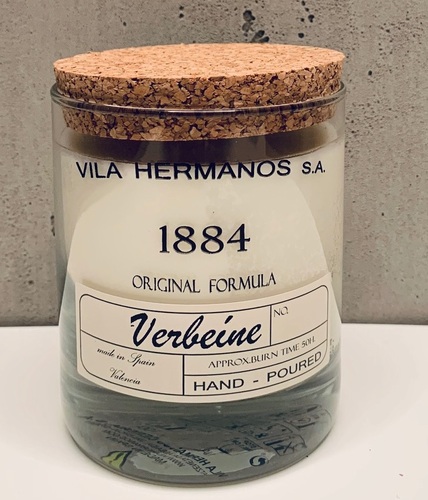 VILA HERMANOS S.A.
1884
ORIGINAL FORMULA
Verbeine
NO.
made in Spain
Valencia
APPROX.BURN TIME 50H.
HAND - POURED